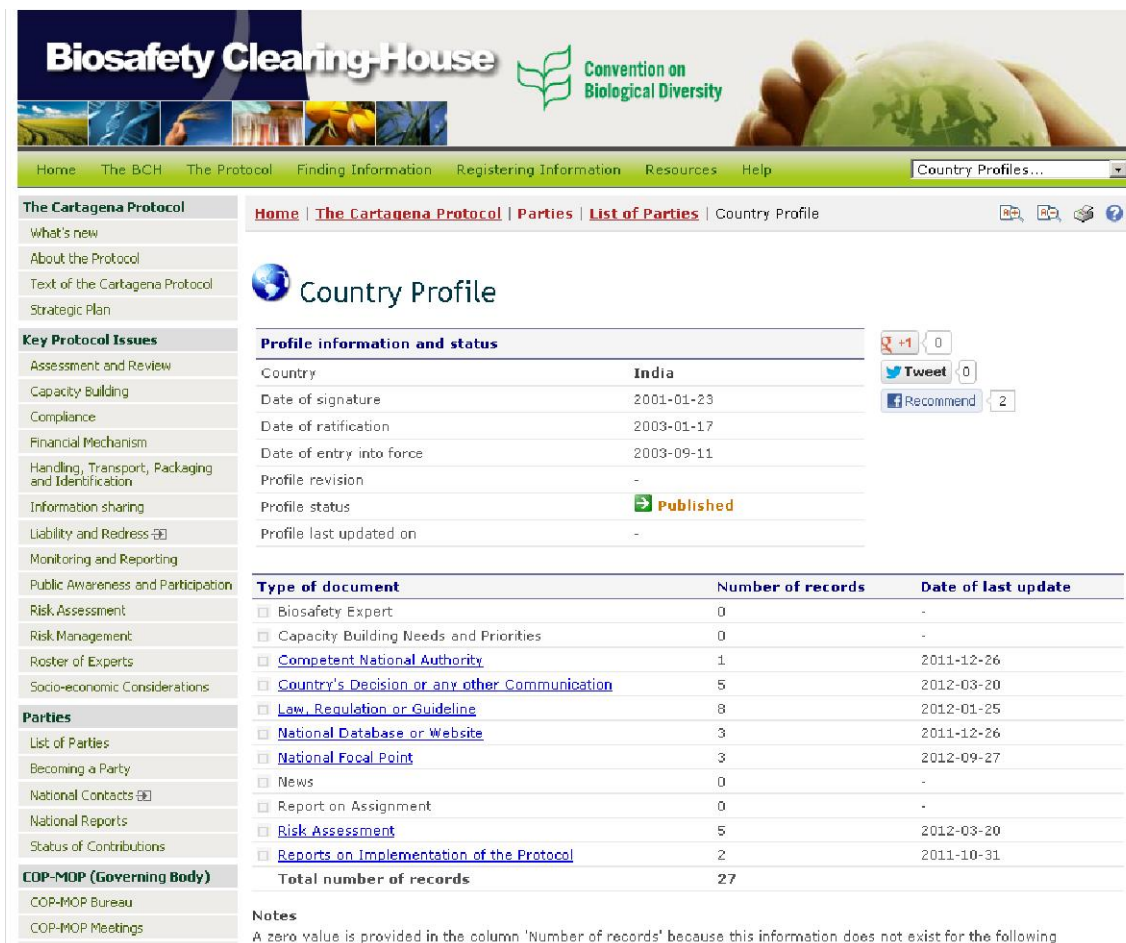 Biosafety Clearing-House
Convention on
Biological Diversity
Home The BCH The Protocol Finding Information Registering Information Resources Help Country Profiles...
The Cartagena Protocol
What's new
About the Protocol
Text of the Cartagena Protocol
Strategic Plan
Key Protocol Issues
Assessment and Review
Capacity Building
Compliance
Financial Mechanism
Handling, Transport, Packaging
and Identification
Information sharing
Liability and Redress
Monitoring and Reporting
Public Awareness and Participation
Risk Assessment
Risk Management
Roster of Experts
Socio-economic Considerations
Parties
List of Parties
Becoming a Party
National Contacts
National Reports
Status of Contributions
COP-MOP (Governing Body)
COP-MOP Bureau
COP-MOP Meetings
Home | The Cartagena Protocol | Parties | List of Parties | Country Profile
Country Profile
Profile information and status
Country India
Date of signature 2001-01-23
Date of ratification 2003-01-17
Date of entry into force 2003-09-11
Profile revision -
Profile status Published
Profile last updated on -
+1 0
Tweet 0
Recommend 2
Type of document Number of records Date of last update
Biosafety Expert 0 -
Capacity Building Needs and Priorities 0 -
Competent National Authority 1 2011-12-26
Country's Decision or any other Communication 5 2012-03-20
Law, Regulation or Guideline 8 2012-01-25
National Database or Website 3 2011-12-26
National Focal Point 3 2012-09-27
News 0 -
Report on Assignment 0 -
Risk Assessment 5 2012-03-20
Reports on Implementation of the Protocol 2 2011-10-31
Total number of records 27
Notes
A zero value is provided in the column 'Number of records' because this information does not exist for the following